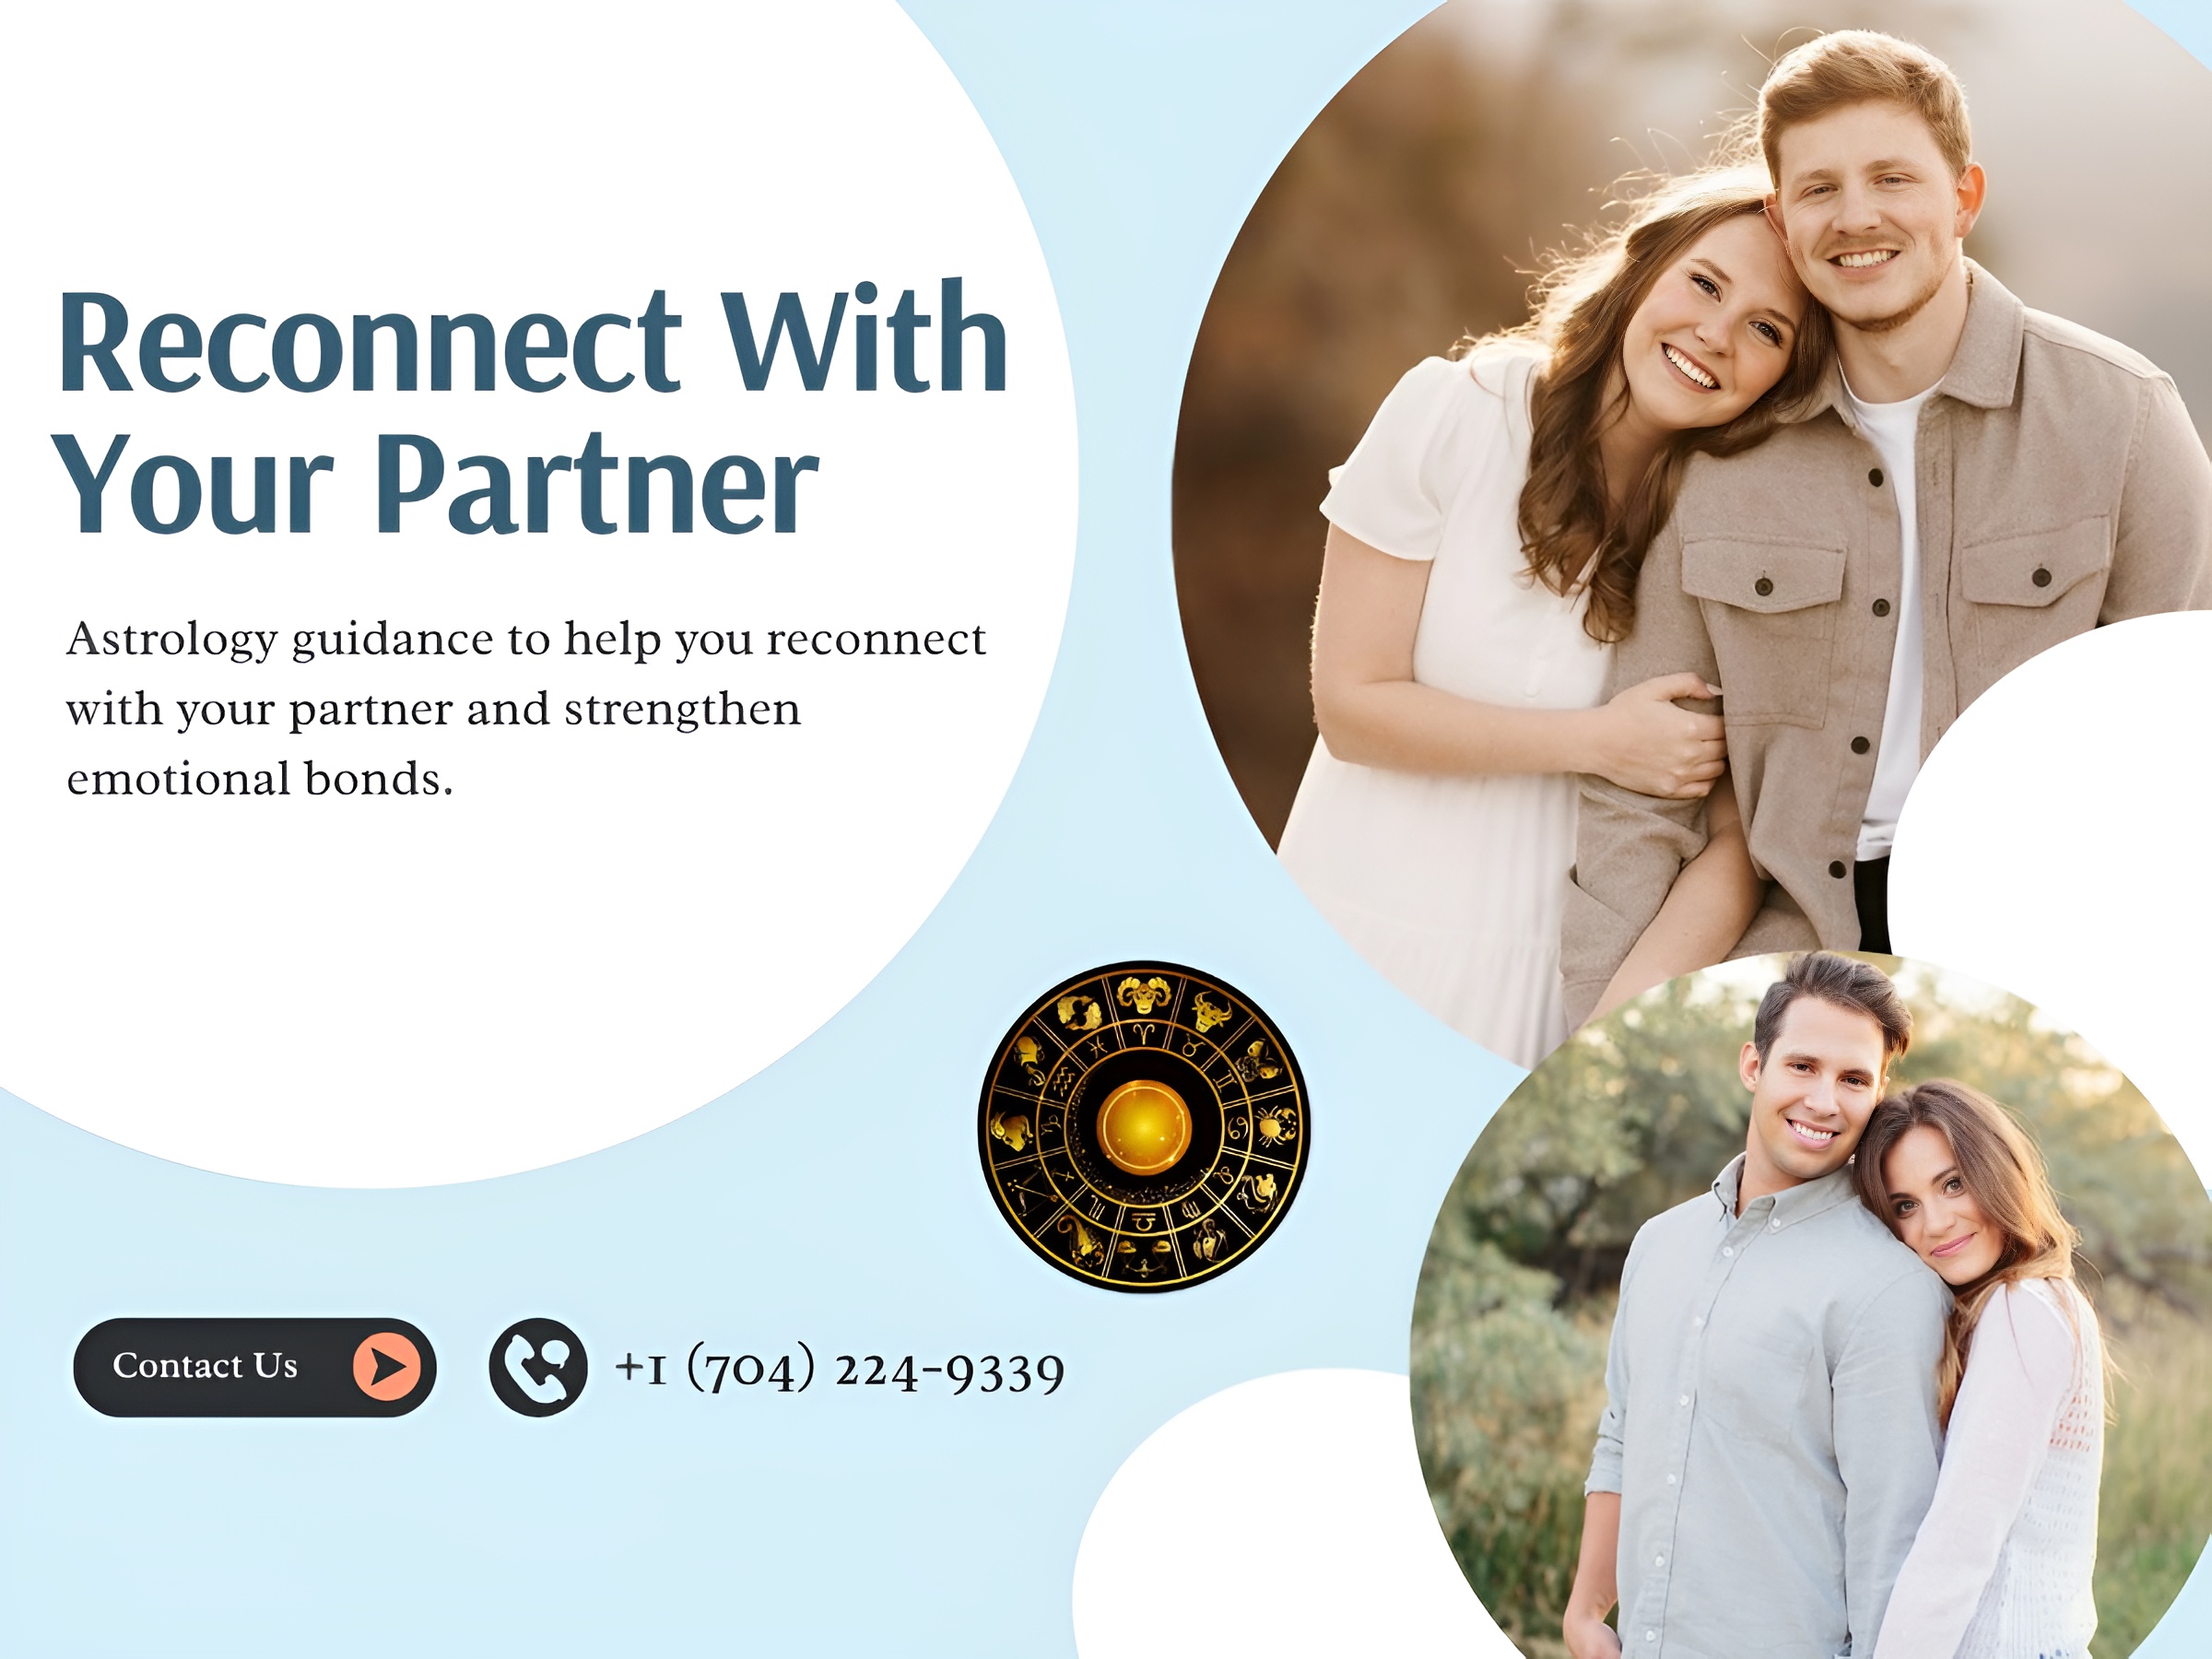 Reconnect With
Your Partner
Astrology guidance to help you reconnect
with your partner and strengthen
emotional bonds.
Contact Us
+1 (704) 224-9339